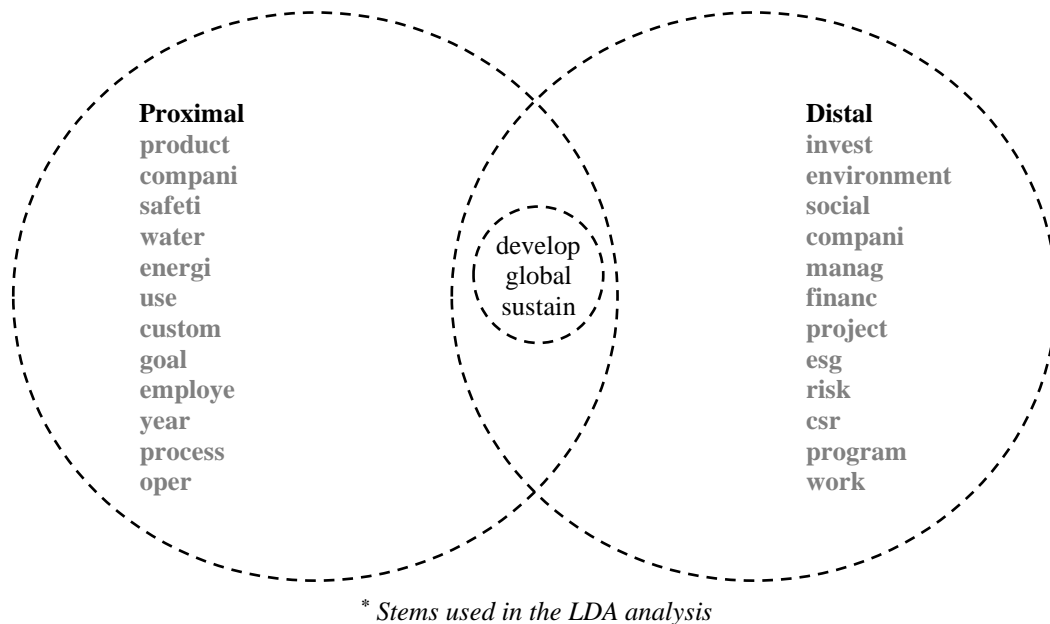 Proximal
product
compani
safeti
water
energi
use
custom
goal
employe
year
process
oper
develop
global
sustain
Distal
invest
environment
social
compani
manag
financ
project
esg
risk
csr
program
work
* Stems used in the LDA analysis